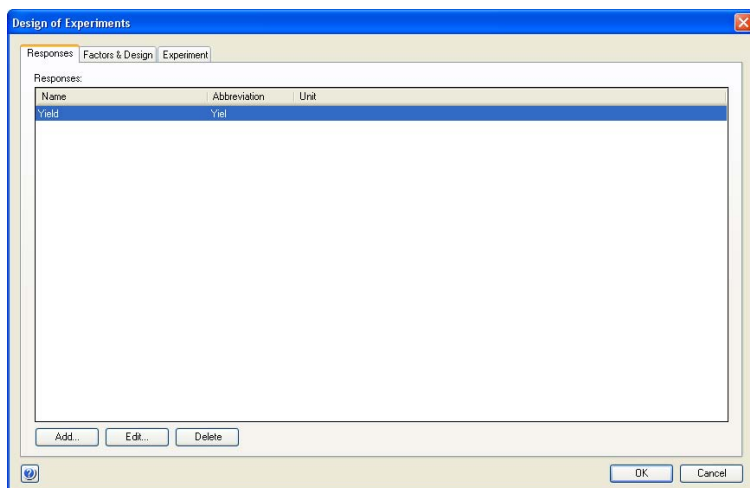 Design of Experiments
Responses Factors & Design Experiment
Responses:
Name Abbreviation Unit
Yield Yiel
Add... Edit... Delete
OK Cancel